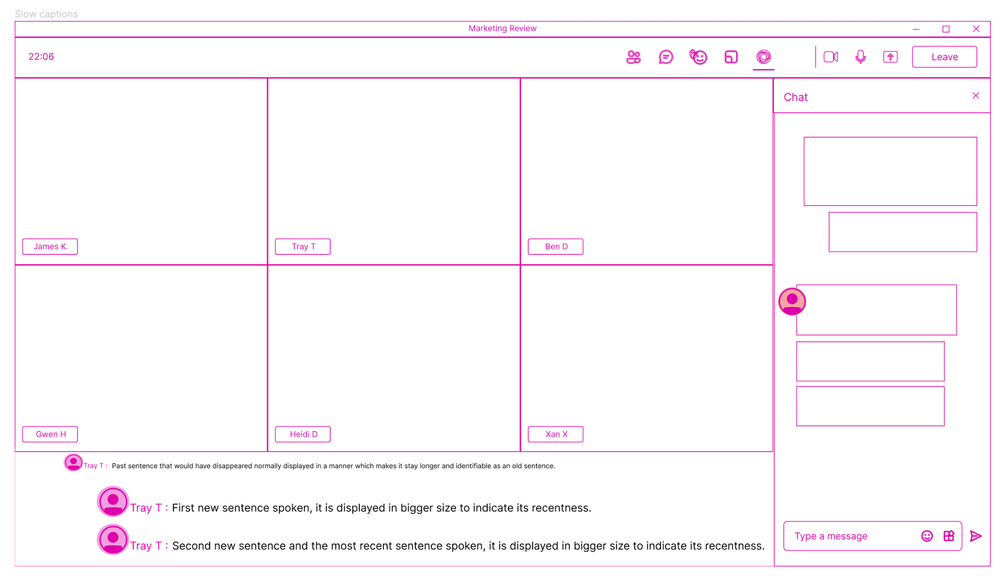 Slow captions
Marketing Review
22:06
Leave
Chat
James K.
Tray T
Ben D
Gwen H
Heidi D
Xan X
Tray T : Past sentence that would have disappeared normally displayed in a manner which makes it stay longer and identifiable as an old sentence.
Tray T : First new sentence spoken, it is displayed in bigger size to indicate its recentness.
Tray T : Second new sentence and the most recent sentence spoken, it is displayed in bigger size to indicate its recentness.
Type a message